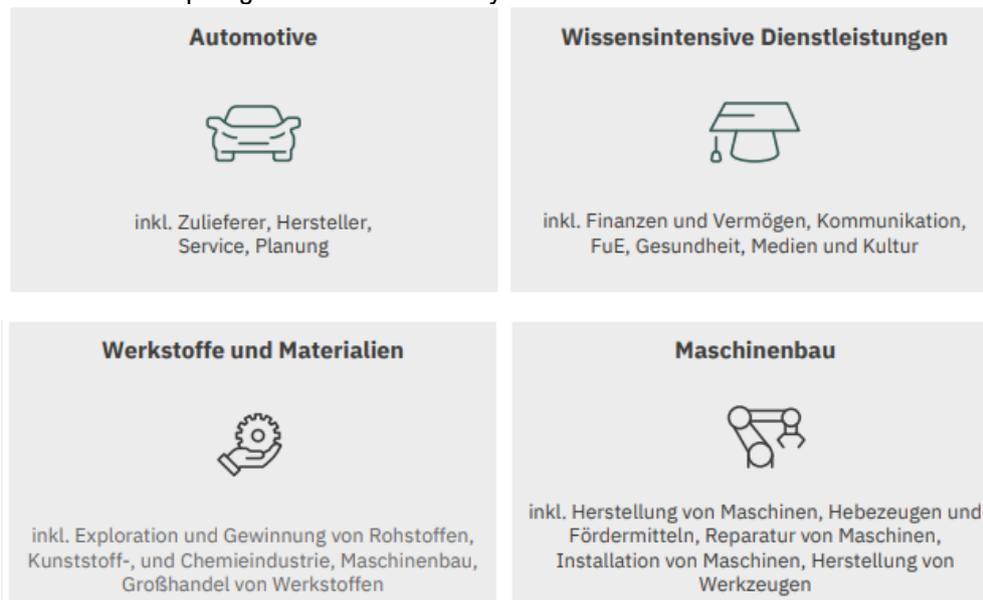 Automotive
inkl. Zulieferer, Hersteller,
Service, Planung
Wissensintensive Dienstleistungen
inkl. Finanzen und Vermögen, Kommunikation,
FuE, Gesundheit, Medien und Kultur
Werkstoffe und Materialien
inkl. Exploration und Gewinnung von Rohstoffen,
Kunststoff-, und Chemieindustrie, Maschinenbau,
Großhandel von Werkstoffen
Maschinenbau
inkl. Herstellung von Maschinen, Hebezeugen und
Fördermitteln, Reparatur von Maschinen,
Installation von Maschinen, Herstellung von
Werkzeugen